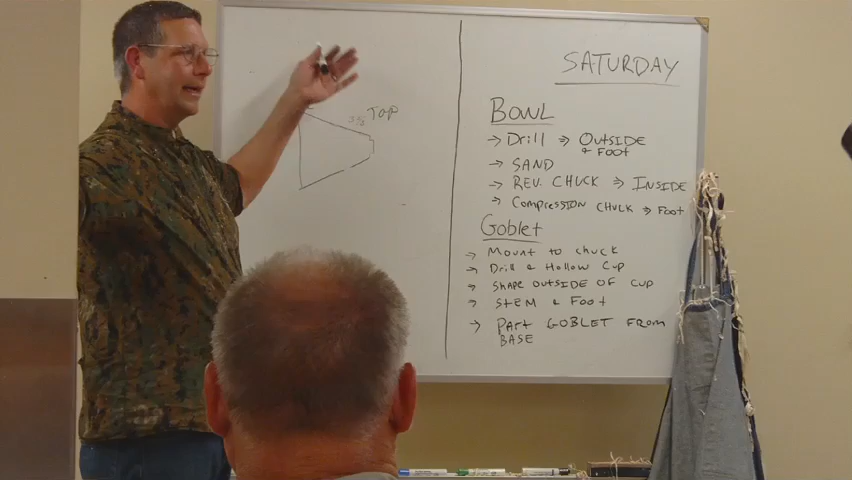 SATURDAY
Top
BOWL
→ Drill → OUTSIDE
& FOOT
→ SAND
→ REV. CHUCK → INSIDE
→ COMPRESSION CHUCK → FOOT
Goblet
→ MOUNT to CHUCK
→ Drill & Hollow CUP
→ SHAPE OUTSIDE OF CUP
→ STEM & FOOT
→ PART GOBLET FROM
BASE